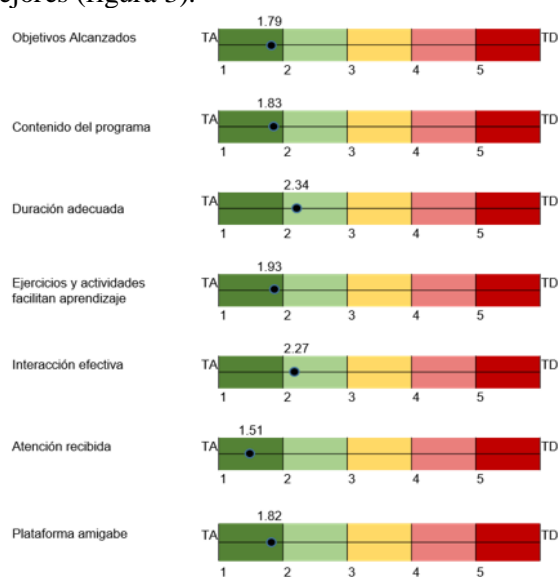 ejores (figura 3).
1.79
Objetivos Alcanzados TA TD
1 2 3 4 5
1.83
Contenido del programa TA TD
1 2 3 4 5
2.34
Duración adecuada TA TD
1 2 3 4 5
1.93
Ejercicios y actividades
facilitan aprendizaje TA TD
1 2 3 4 5
2.27
Interacción efectiva TA TD
1 2 3 4 5
1.51
Atención recibida TA TD
1 2 3 4 5
1.82
Plataforma amigabe TA TD
1 2 3 4 5